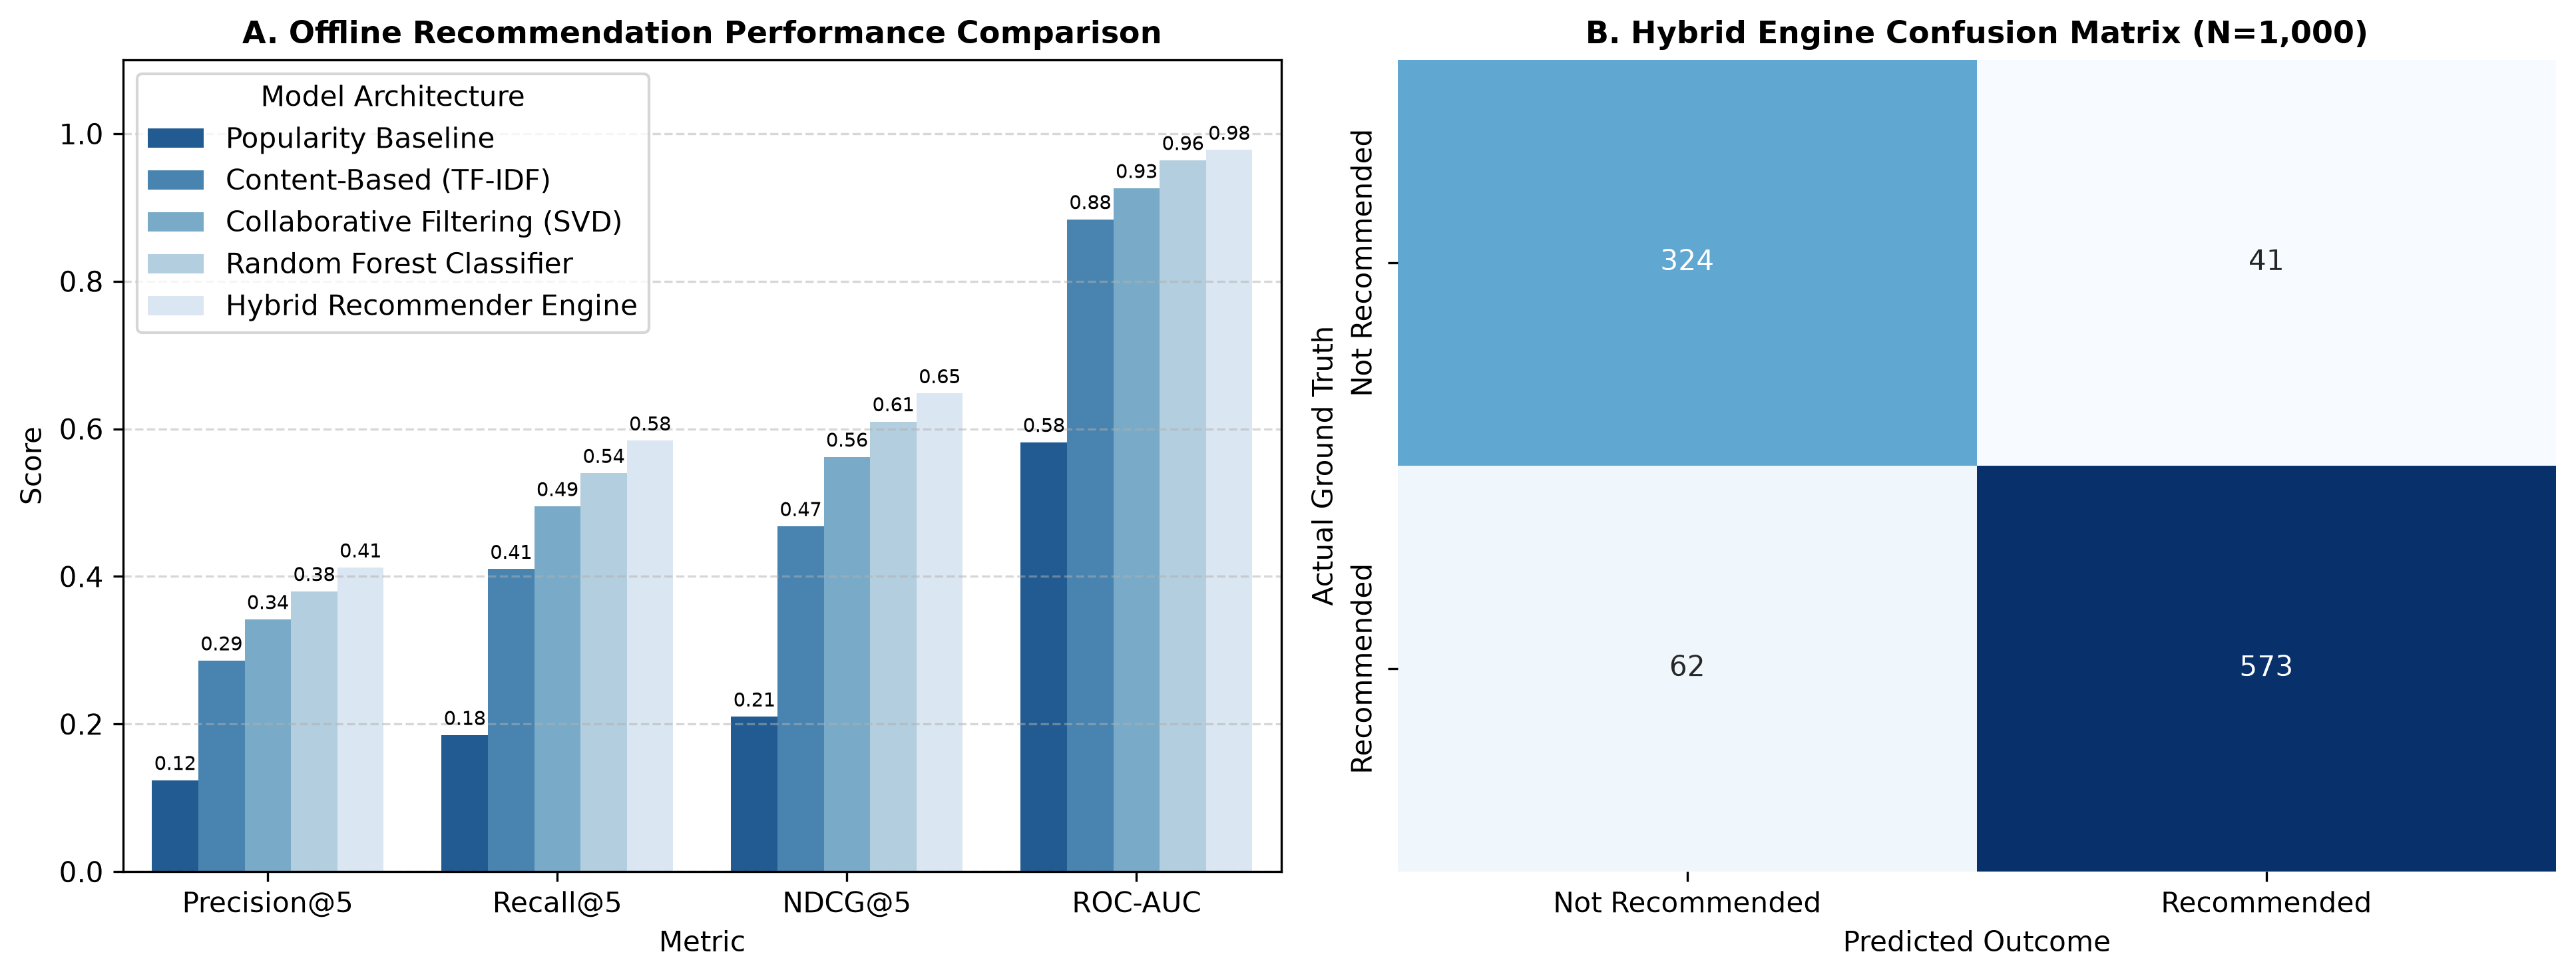 A. Offline Recommendation Performance Comparison
Model Architecture
Popularity Baseline
Content-Based (TF-IDF)
Collaborative Filtering (SVD)
Random Forest Classifier
Hybrid Recommender Engine
Score
1.0
0.8
0.6
0.4
0.2
0.0
0.12
0.29
0.34
0.38
0.41
0.18
0.41
0.49
0.54
0.58
0.21
0.47
0.56
0.61
0.65
0.58
0.88
0.93
0.96
0.98
Precision@5
Recall@5
NDCG@5
ROC-AUC
Metric
B. Hybrid Engine Confusion Matrix (N=1,000)
Actual Ground Truth
Not Recommended
Recommended
324
41
62
573
Not Recommended
Recommended
Predicted Outcome